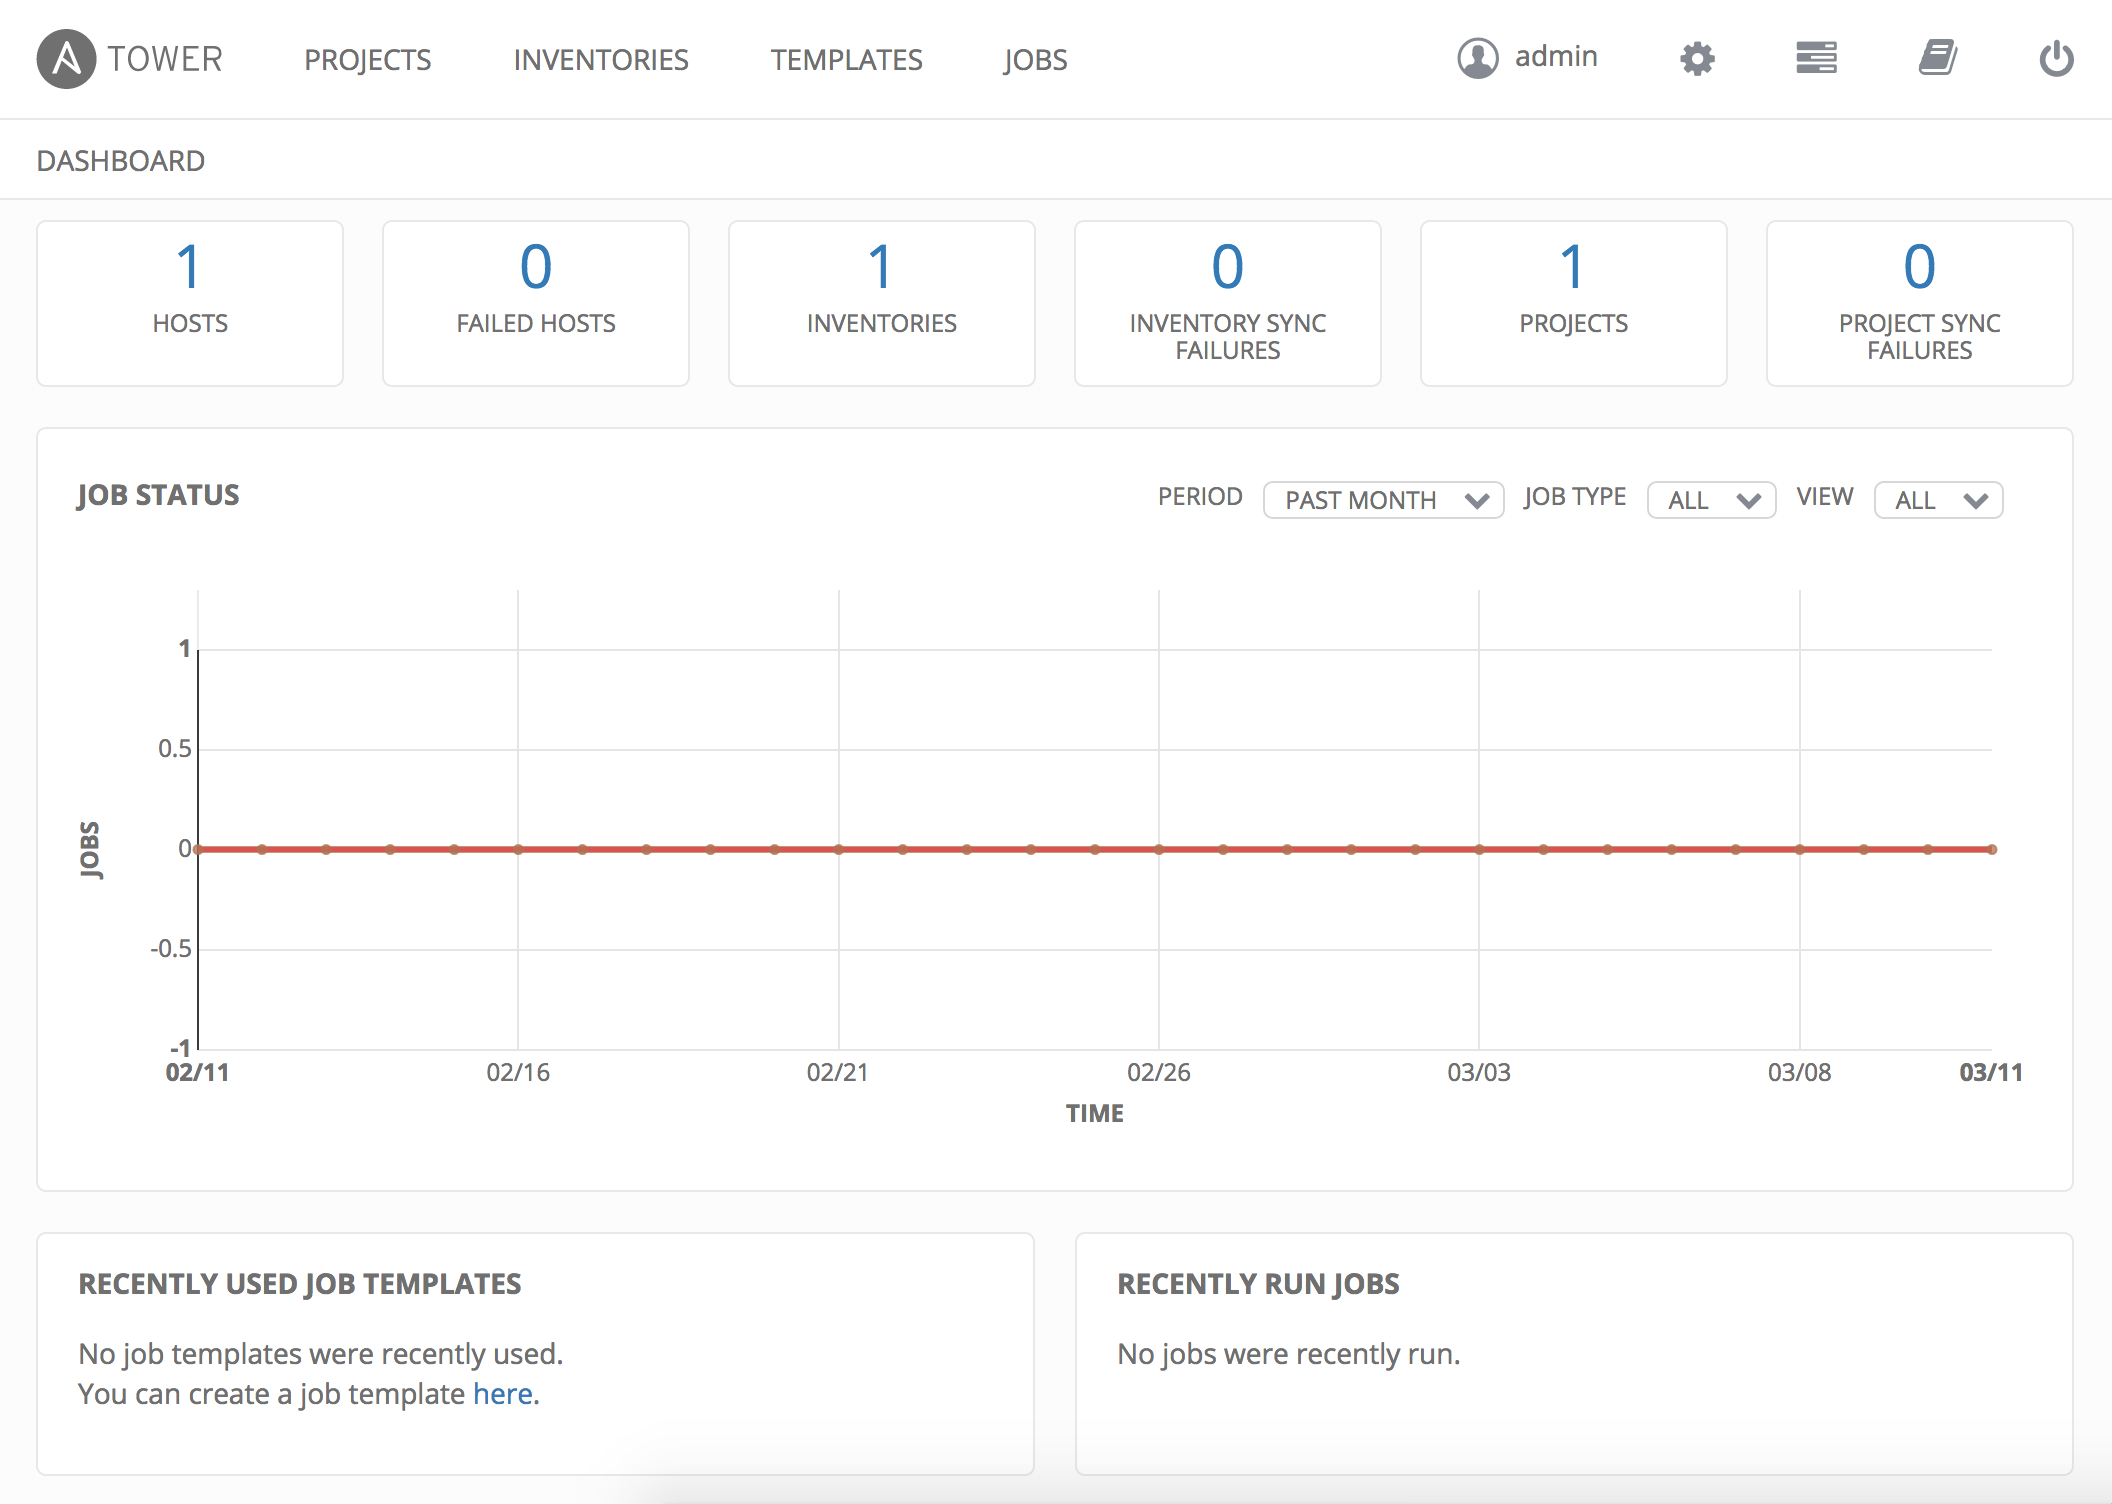 TOWER PROJECTS INVENTORIES TEMPLATES JOBS admin
DASHBOARD
1 0 1 0 1 0
HOSTS FAILED HOSTS INVENTORIES INVENTORY SYNC FAILURES PROJECTS PROJECT SYNC FAILURES
JOB STATUS PERIOD PAST MONTH JOB TYPE ALL VIEW ALL
1
0.5
0
-0.5
-1
JOBS
02/11 02/16 02/21 02/26 03/03 03/08 03/11
TIME
RECENTLY USED JOB TEMPLATES
No job templates were recently used.
You can create a job template here.
RECENTLY RUN JOBS
No jobs were recently run.